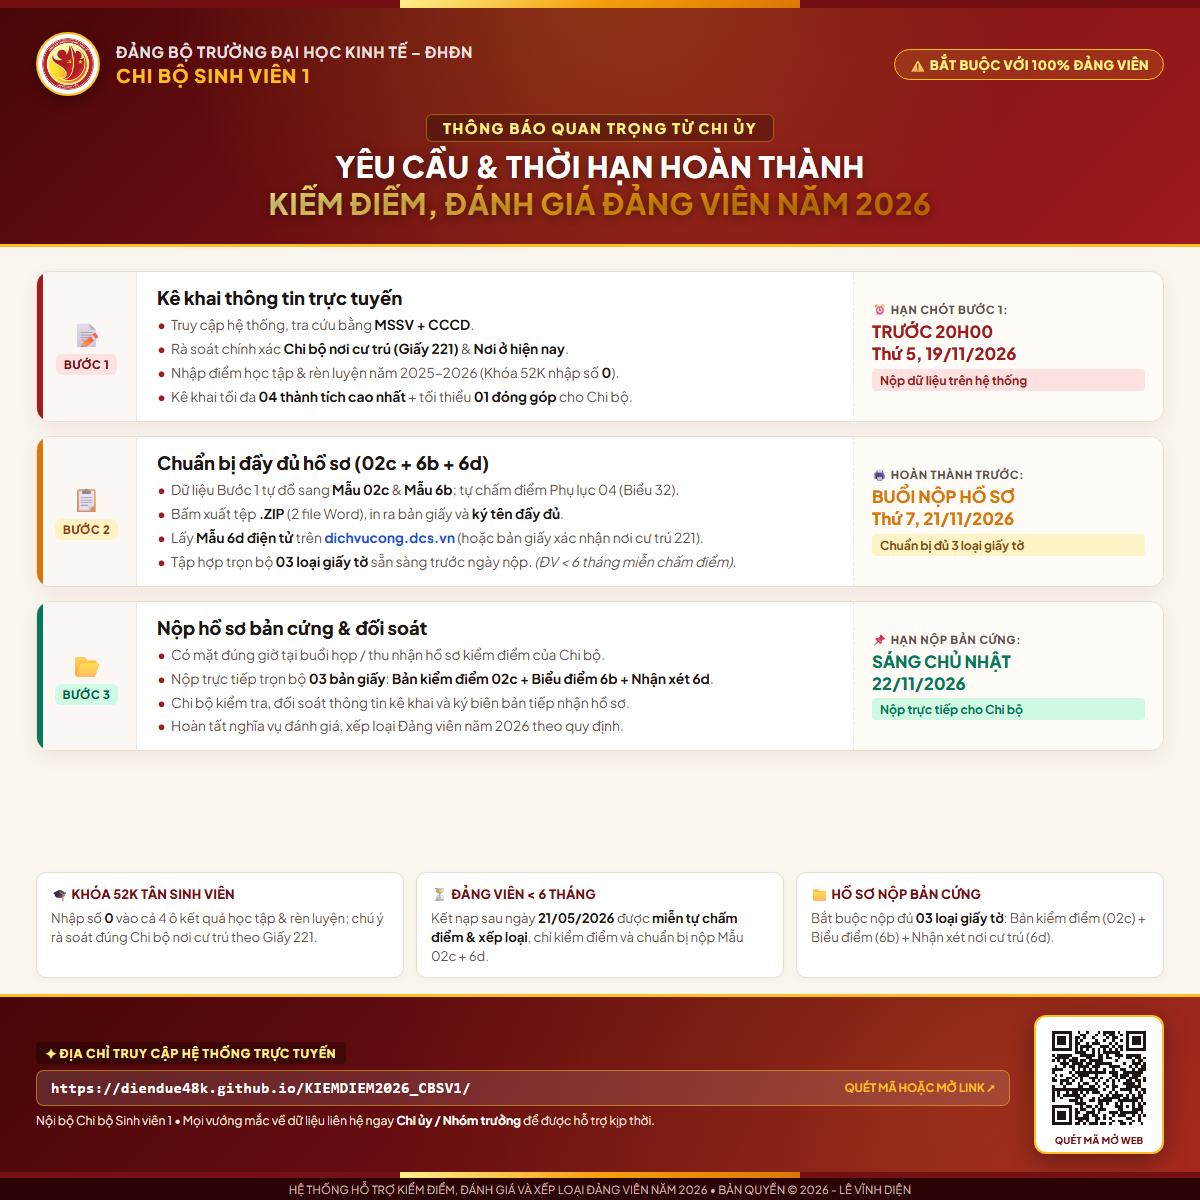 ĐẢNG BỘ TRƯỜNG ĐẠI HỌC KINH TẾ – ĐHĐN
CHI BỘ SINH VIÊN 1
⚠ BẮT BUỘC VỚI 100% ĐẢNG VIÊN
THÔNG BÁO QUAN TRỌNG TỪ CHI ỦY
YÊU CẦU & THỜI HẠN HOÀN THÀNH
KIỂM ĐIỂM, ĐÁNH GIÁ ĐẢNG VIÊN NĂM 2026
BƯỚC 1
Kê khai thông tin trực tuyến
• Truy cập hệ thống, tra cứu bằng MSSV + CCCD.
• Rà soát chính xác Chi bộ nơi cư trú (Giấy 221) & Nơi ở hiện nay.
• Nhập điểm học tập & rèn luyện năm 2025–2026 (Khóa 52K nhập số 0).
• Kê khai tối đa 04 thành tích cao nhất + tối thiểu 01 đóng góp cho Chi bộ.
⏰ HẠN CHÓT BƯỚC 1:
TRƯỚC 20H00
Thứ 5, 19/11/2026
Nộp dữ liệu trên hệ thống
BƯỚC 2
Chuẩn bị đầy đủ hồ sơ (02c + 6b + 6d)
• Dữ liệu Bước 1 tự đổ sang Mẫu 02c & Mẫu 6b; tự chấm điểm Phụ lục 04 (Biểu 32).
• Bấm xuất tệp .ZIP (2 file Word), in ra bản giấy và ký tên đầy đủ.
• Lấy Mẫu 6d điện tử trên dichvucong.dcs.vn (hoặc bản giấy xác nhận nơi cư trú 221).
• Tập hợp trọn bộ 03 loại giấy tờ sẵn sàng trước ngày nộp. (ĐV < 6 tháng miễn chấm điểm).
🖨 HOÀN THÀNH TRƯỚC:
BUỔI NỘP HỒ SƠ
Thứ 7, 21/11/2026
Chuẩn bị đủ 3 loại giấy tờ
BƯỚC 3
Nộp hồ sơ bản cứng & đối soát
• Có mặt đúng giờ tại buổi họp / thu nhận hồ sơ kiểm điểm của Chi bộ.
• Nộp trực tiếp trọn bộ 03 bản giấy: Bản kiểm điểm 02c + Biểu điểm 6b + Nhận xét 6d.
• Chi bộ kiểm tra, đối soát thông tin kê khai và ký biên bản tiếp nhận hồ sơ.
• Hoàn tất nghĩa vụ đánh giá, xếp loại Đảng viên năm 2026 theo quy định.
📌 HẠN NỘP BẢN CỨNG:
SÁNG CHỦ NHẬT
22/11/2026
Nộp trực tiếp cho Chi bộ
🎓 KHÓA 52K TÂN SINH VIÊN
Nhập số 0 vào cả 4 ô kết quả học tập & rèn luyện; chú ý
rà soát đúng Chi bộ nơi cư trú theo Giấy 221.
⏳ ĐẢNG VIÊN < 6 THÁNG
Kết nạp sau ngày 21/05/2026 được miễn tự chấm
điểm & xếp loại, chỉ kiểm điểm và chuẩn bị nộp Mẫu
02c + 6d.
📁 HỒ SƠ NỘP BẢN CỨNG
Bắt buộc nộp đủ 03 loại giấy tờ: Bản kiểm điểm (02c) +
Biểu điểm (6b) + Nhận xét nơi cư trú (6d).
✦ ĐỊA CHỈ TRUY CẬP HỆ THỐNG TRỰC TUYẾN
https://diendue48k.github.io/KIEMDIEM2026_CBSV1/
QUÉT MÃ HOẶC MỞ LINK ↗
Nội bộ Chi bộ Sinh viên 1 • Mọi vướng mắc về dữ liệu liên hệ ngay Chi ủy / Nhóm trưởng để được hỗ trợ kịp thời.
QUÉT MÃ MỞ WEB
HỆ THỐNG HỖ TRỢ KIỂM ĐIỂM, ĐÁNH GIÁ VÀ XẾP LOẠI ĐẢNG VIÊN NĂM 2026 • BẢN QUYỀN © 2026 - LÊ VĨNH DIỆN